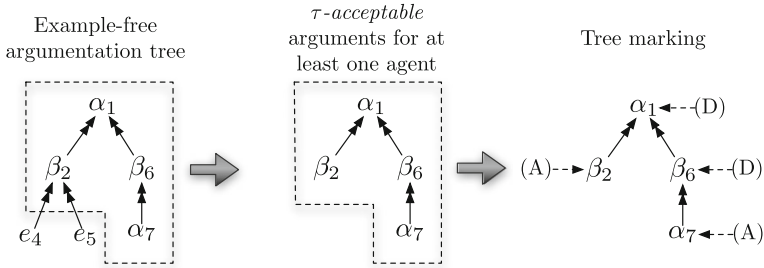 Example-free
argumentation tree
τ-acceptable
arguments for at
least one agent
Tree marking
α₁
β₂ β₆
e₄ e₅ α₇
α₁
β₂ β₆
α₇
α₁ (D)
(A) β₂ β₆ (D)
α₇ (A)